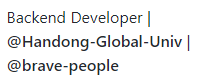 Backend Developer |
@Handong-Global-Univ |
@brave-people